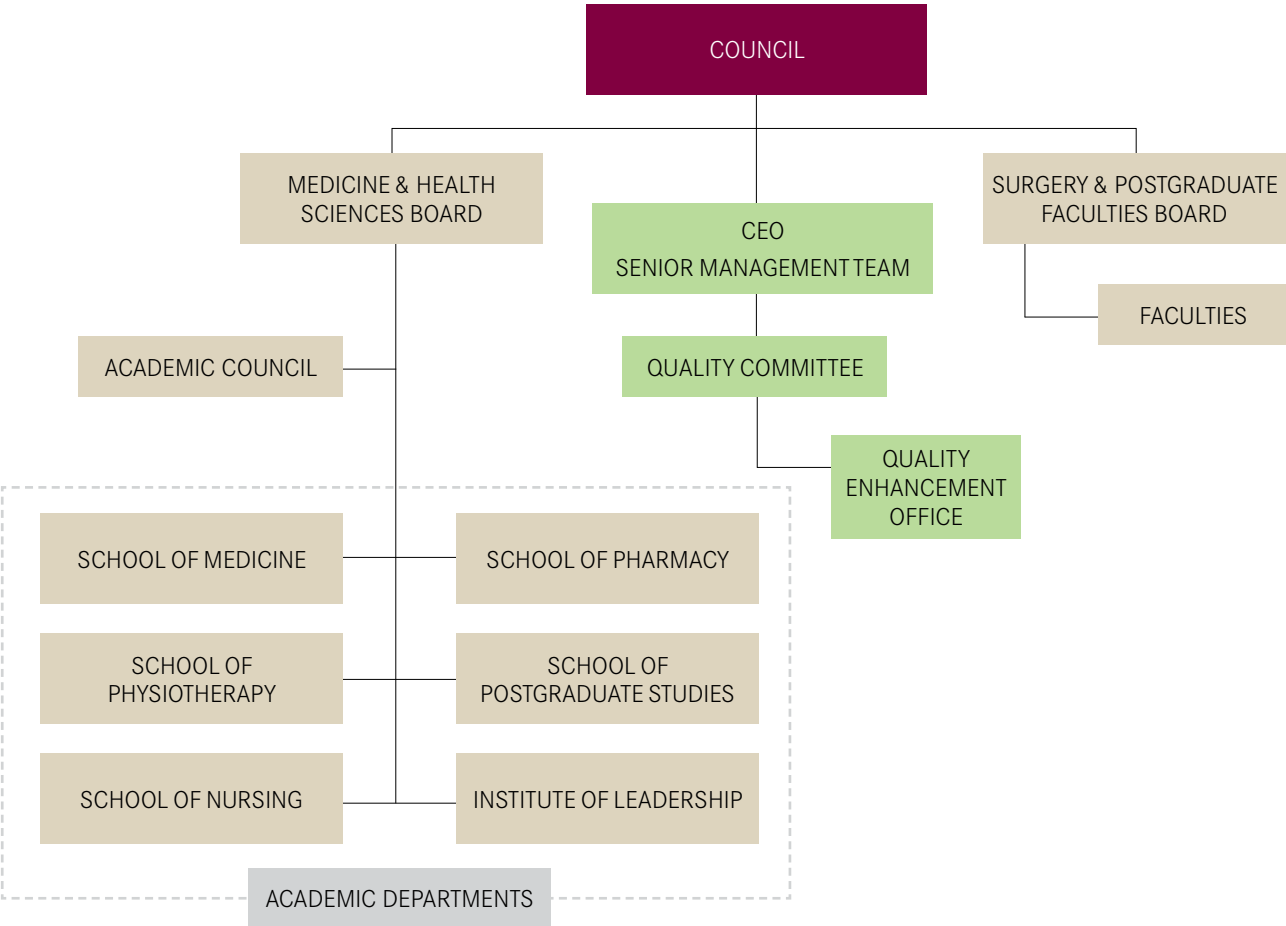 COUNCIL
MEDICINE & HEALTH
SCIENCES BOARD
CEO
SENIOR MANAGEMENT TEAM
SURGERY & POSTGRADUATE
FACULTIES BOARD
FACULTIES
ACADEMIC COUNCIL
QUALITY COMMITTEE
QUALITY
ENHANCEMENT
OFFICE
SCHOOL OF MEDICINE
SCHOOL OF PHARMACY
SCHOOL OF
PHYSIOTHERAPY
SCHOOL OF
POSTGRADUATE STUDIES
SCHOOL OF NURSING
INSTITUTE OF LEADERSHIP
ACADEMIC DEPARTMENTS